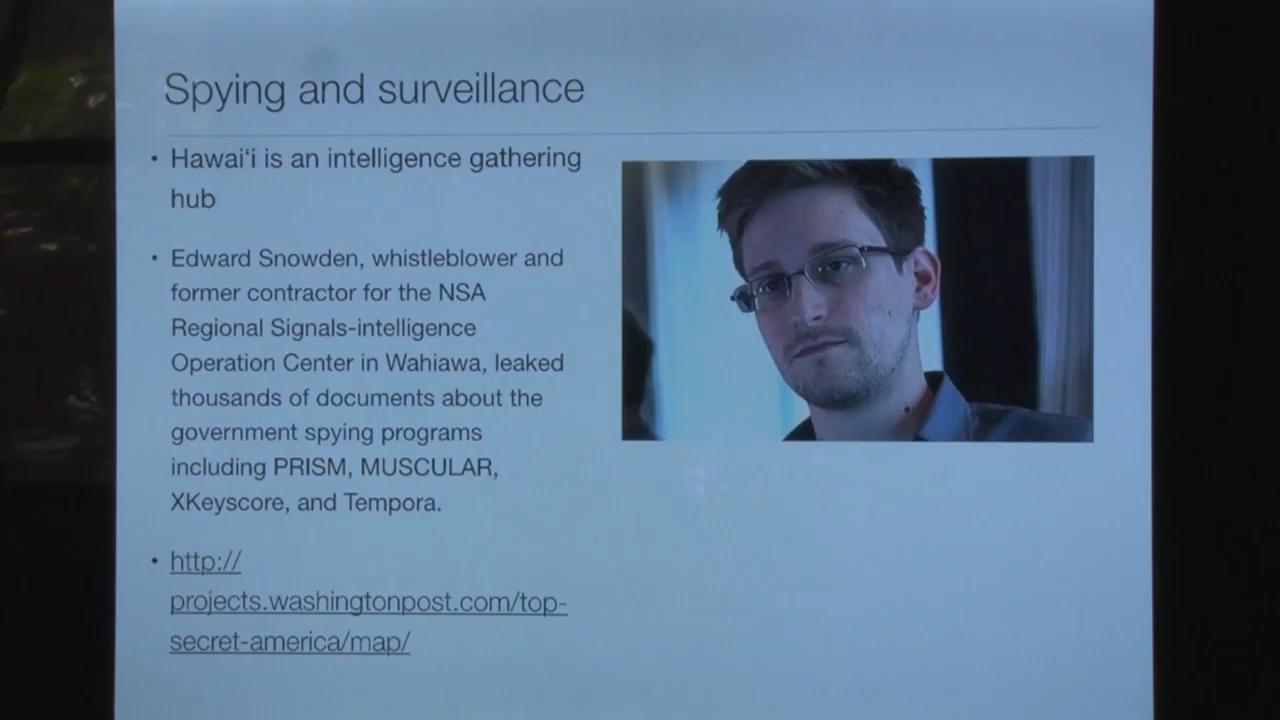 Spying and surveillance
• Hawaiʻi is an intelligence gathering
hub
• Edward Snowden, whistleblower and
former contractor for the NSA
Regional Signals-intelligence
Operation Center in Wahiawa, leaked
thousands of documents about the
government spying programs
including PRISM, MUSCULAR,
XKeyscore, and Tempora.
• http://
projects.washingtonpost.com/top-
secret-america/map/